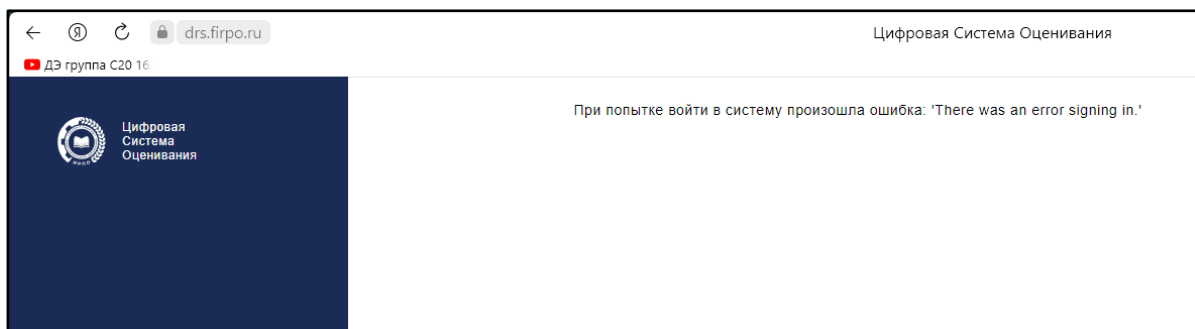 drs.firpo.ru
Цифровая Система Оценивания
ДЭ группа С20 16.
Цифровая
Система
Оценивания
При попытке войти в систему произошла ошибка: 'There was an error signing in.'